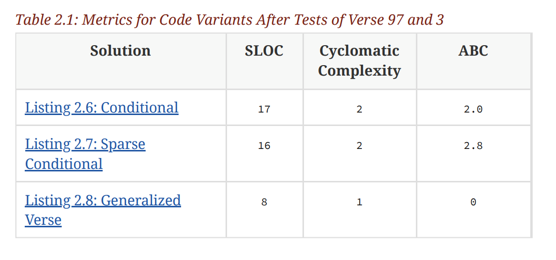 Table 2.1: Metrics for Code Variants After Tests of Verse 97 and 3
Solution SLOC Cyclomatic ABC
Complexity
Listing 2.6: Conditional 17 2 2.0
Listing 2.7: Sparse 16 2 2.8
Conditional
Listing 2.8: Generalized 8 1 0
Verse